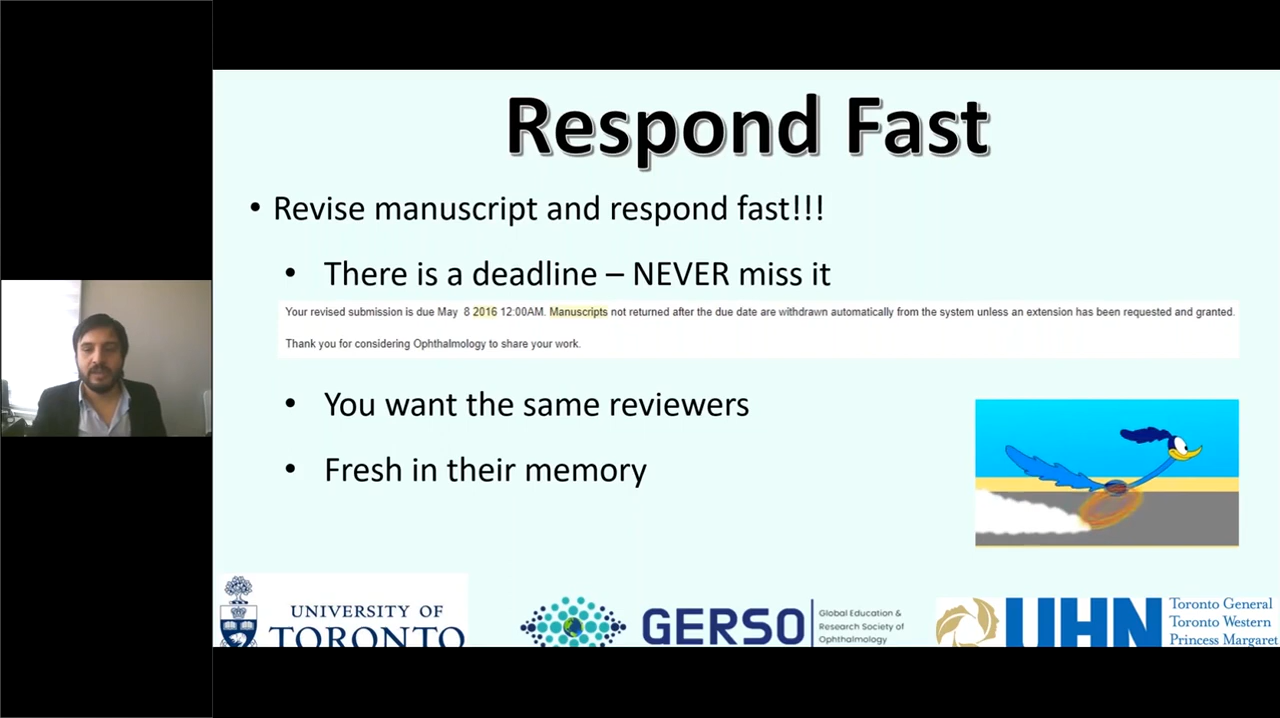 Respond Fast
• Revise manuscript and respond fast!!!
• There is a deadline – NEVER miss it
Your revised submission is due May 8 2016 12:00AM. Manuscripts not returned after the due date are withdrawn automatically from the system unless an extension has been requested and granted.
Thank you for considering Ophthalmology to share your work.
• You want the same reviewers
• Fresh in their memory
UNIVERSITY OF
TORONTO
GERSO
Global Education &
Research Society of
Ophthalmology
UHN
Toronto General
Toronto Western
Princess Margaret